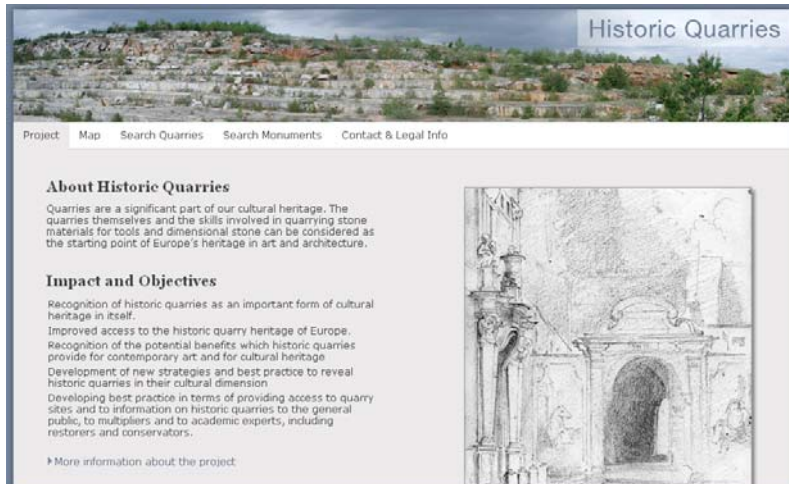 Historic Quarries
Project Map Search Quarries Search Monuments Contact & Legal Info
About Historic Quarries
Quarries are a significant part of our cultural heritage. The
quarries themselves and the skills involved in quarrying stone
materials for tools and dimensional stone can be considered as
the starting point of Europe's heritage in art and architecture.
Impact and Objectives
Recognition of historic quarries as an important form of cultural
heritage in itself.
Improved access to the historic quarry heritage of Europe.
Recognition of the potential benefits which historic quarries
provide for contemporary art and for cultural heritage
Development of new strategies and best practice to reveal
historic quarries in their cultural dimension
Developing best practice in terms of providing access to quarry
sites and to information on historic quarries to the general
public, to multipliers and to academic experts, including
restorers and conservators.
More information about the project